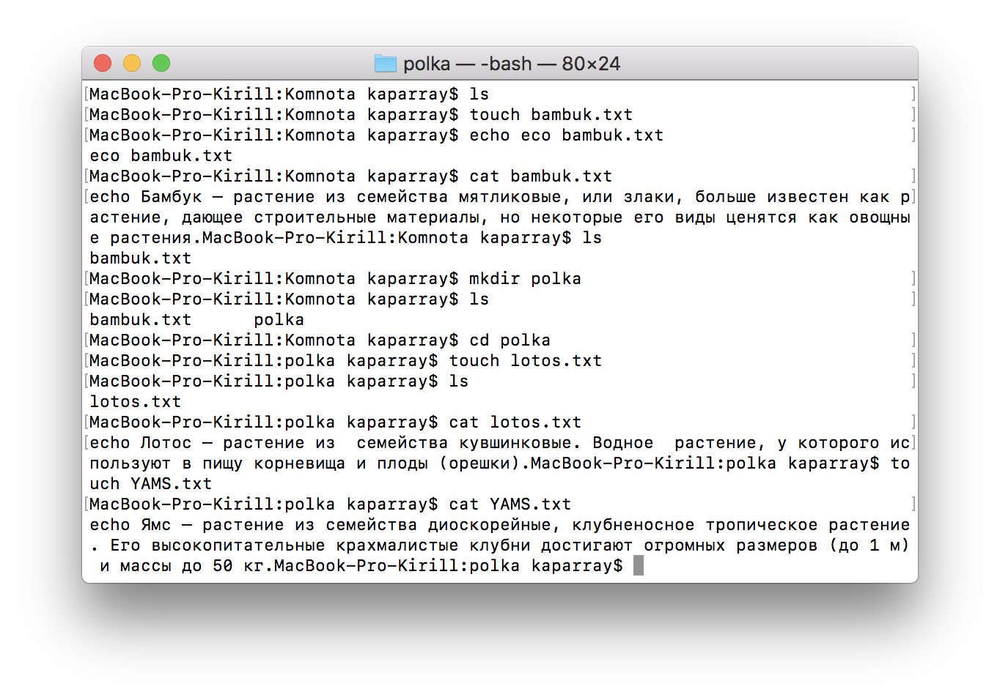 polka — -bash — 80×24
[MacBook-Pro-Kirill:Komnota kaparray$ ls ]
[MacBook-Pro-Kirill:Komnota kaparray$ touch bambuk.txt ]
[MacBook-Pro-Kirill:Komnota kaparray$ echo eco bambuk.txt ]
eco bambuk.txt
[MacBook-Pro-Kirill:Komnota kaparray$ cat bambuk.txt ]
[echo Бамбук — растение из семейства мятликовые, или злаки, больше известен как р]
астение, дающее строительные материалы, но некоторые его виды ценятся как овощны
е растения.MacBook-Pro-Kirill:Komnota kaparray$ ls
bambuk.txt
[MacBook-Pro-Kirill:Komnota kaparray$ mkdir polka ]
[MacBook-Pro-Kirill:Komnota kaparray$ ls ]
bambuk.txt      polka
[MacBook-Pro-Kirill:Komnota kaparray$ cd polka ]
[MacBook-Pro-Kirill:polka kaparray$ touch lotos.txt ]
[MacBook-Pro-Kirill:polka kaparray$ ls ]
lotos.txt
[MacBook-Pro-Kirill:polka kaparray$ cat lotos.txt ]
[echo Лотос — растение из  семейства кувшинковые. Водное  растение, у которого ис]
пользуют в пищу корневища и плоды (орешки).MacBook-Pro-Kirill:polka kaparray$ to
uch YAMS.txt
[MacBook-Pro-Kirill:polka kaparray$ cat YAMS.txt ]
echo Ямс — растение из семейства диоскорейные, клубненосное тропическое растение
. Его высокопитательные крахмалистые клубни достигают огромных размеров (до 1 м)
 и массы до 50 кг.MacBook-Pro-Kirill:polka kaparray$